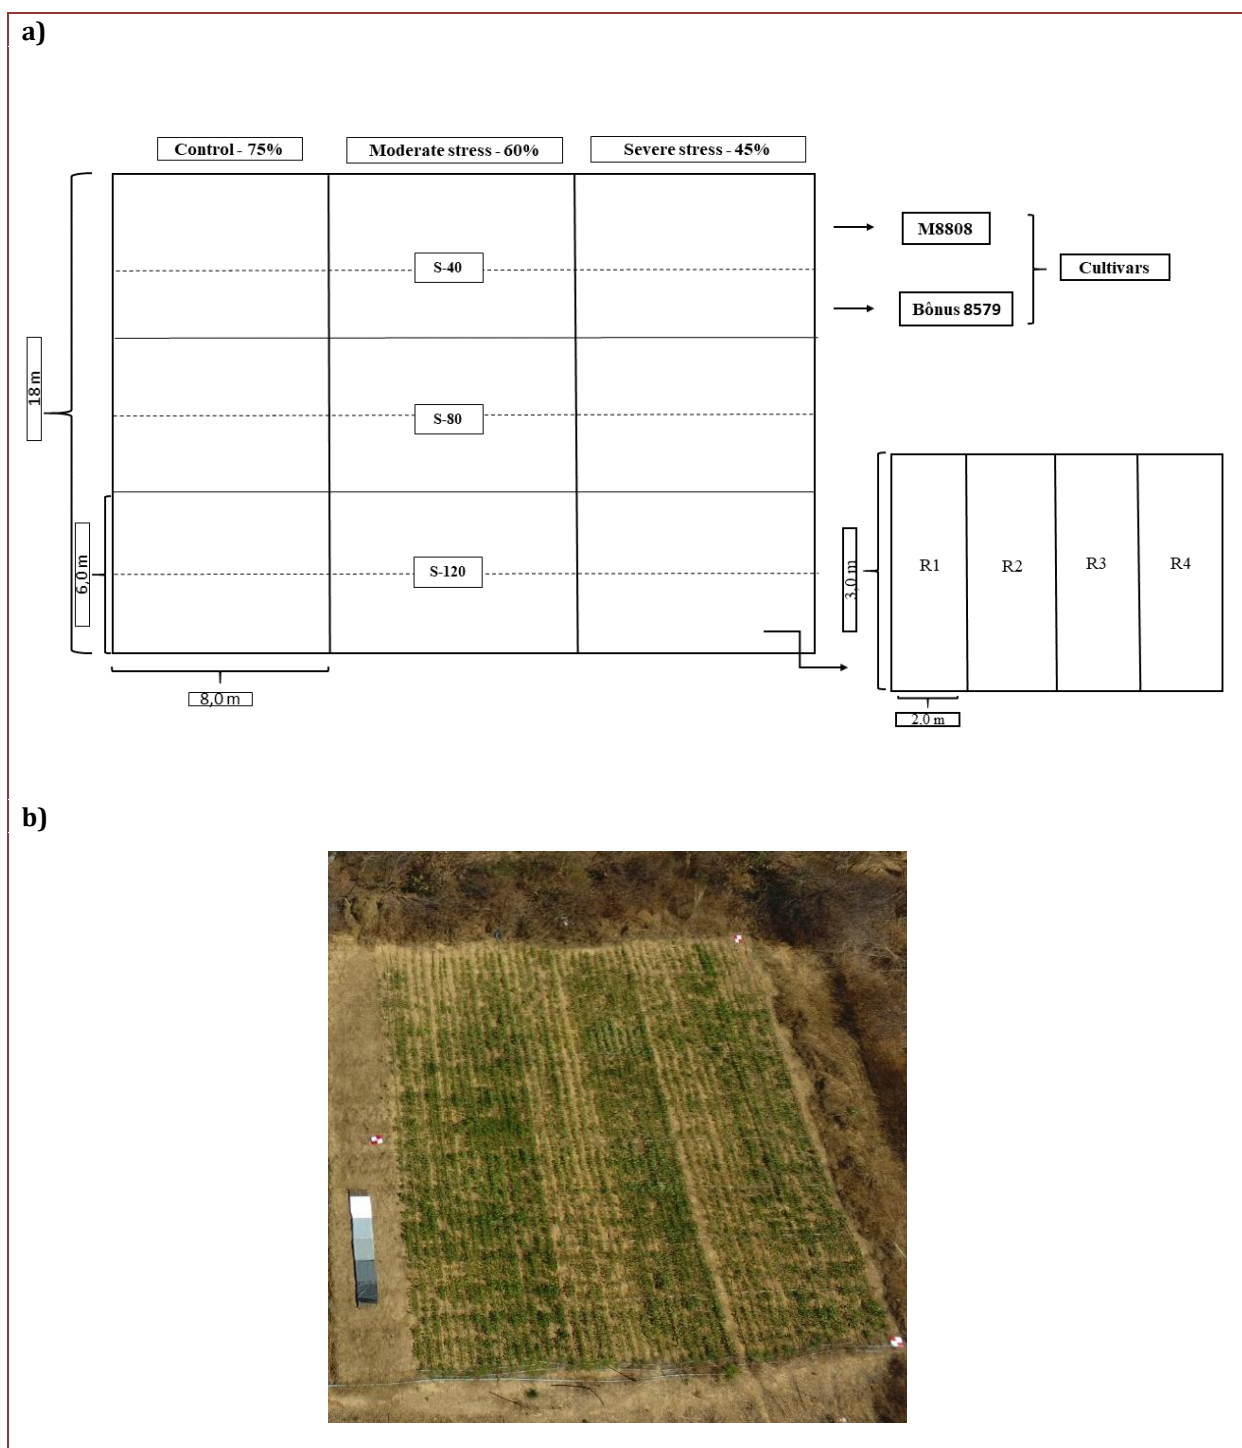 a)
Control - 75%
Moderate stress - 60%
Severe stress - 45%
M8808
S-40
Cultivars
Bônus 8579
18 m
S-80
6,0 m
S-120
3,0 m
R1
R2
R3
R4
8,0 m
2,0 m
b)